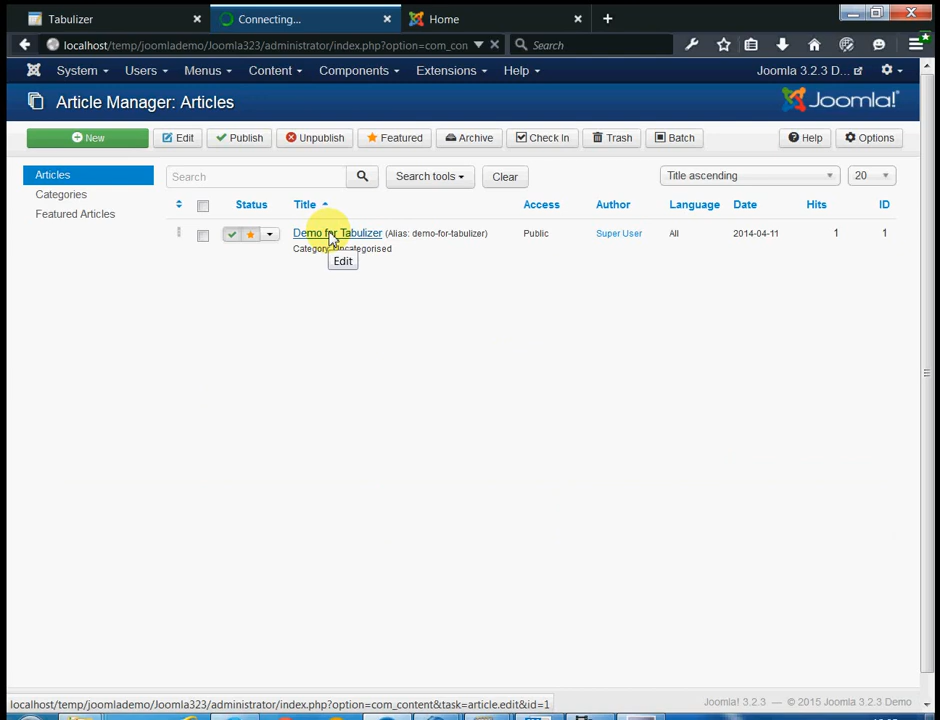 Tabulizer
Connecting...
Home
localhost/temp/joomlademo/Joomla323/administrator/index.php?option=com_con
Search
System
Users
Menus
Content
Components
Extensions
Help
Joomla 3.2.3 D...
Article Manager: Articles
Joomla!
New
Edit
Publish
Unpublish
Featured
Archive
Check In
Trash
Batch
Help
Options
Articles
Categories
Featured Articles
Search
Search tools
Clear
Title ascending
20
Status
Title
Access
Author
Language
Date
Hits
ID
Demo for Tabulizer (Alias: demo-for-tabulizer)
Public
Super User
All
2014-04-11
1
1
Category: Uncategorised
Edit
localhost/temp/joomlademo/Joomla323/administrator/index.php?option=com_content&task=article.edit&id=1
Joomla! 3.2.3 — © 2015 Joomla 3.2.3 Demo